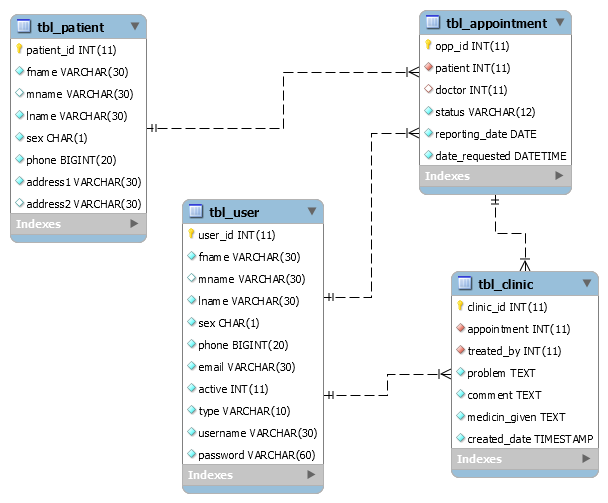 tbl_patient
patient_id INT(11)
fname VARCHAR(30)
mname VARCHAR(30)
lname VARCHAR(30)
sex CHAR(1)
phone BIGINT(20)
address1 VARCHAR(30)
address2 VARCHAR(30)
Indexes
tbl_appointment
opp_id INT(11)
patient INT(11)
doctor INT(11)
status VARCHAR(12)
reporting_date DATE
date_requested DATETIME
Indexes
tbl_user
user_id INT(11)
fname VARCHAR(30)
mname VARCHAR(30)
lname VARCHAR(30)
sex CHAR(1)
phone BIGINT(20)
email VARCHAR(30)
active INT(11)
type VARCHAR(10)
username VARCHAR(30)
password VARCHAR(60)
Indexes
tbl_clinic
clinic_id INT(11)
appointment INT(11)
treated_by INT(11)
problem TEXT
comment TEXT
medicin_given TEXT
created_date TIMESTAMP
Indexes